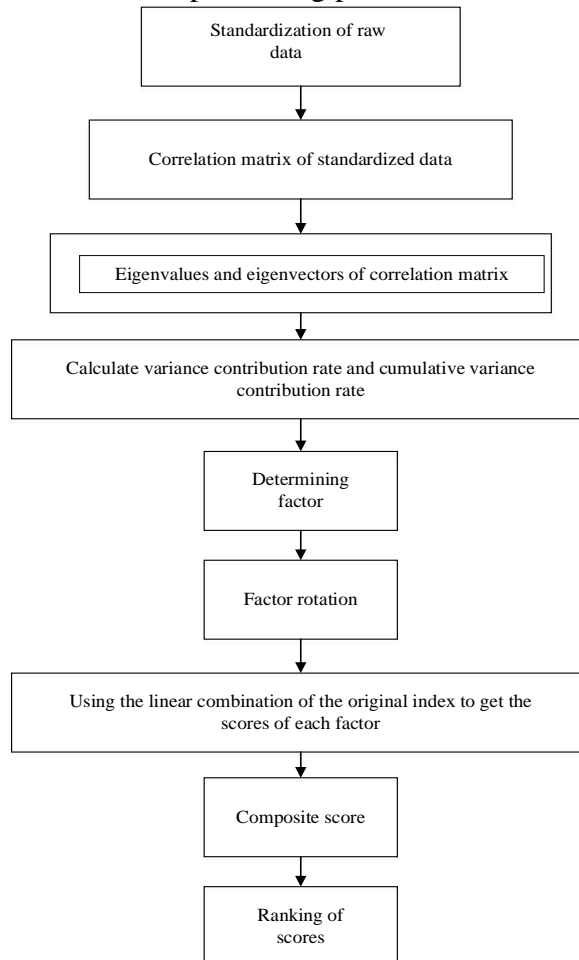 Standardization of raw
data
Correlation matrix of standardized data
Eigenvalues and eigenvectors of correlation matrix
Calculate variance contribution rate and cumulative variance
contribution rate
Determining
factor
Factor rotation
Using the linear combination of the original index to get the
scores of each factor
Composite score
Ranking of
scores